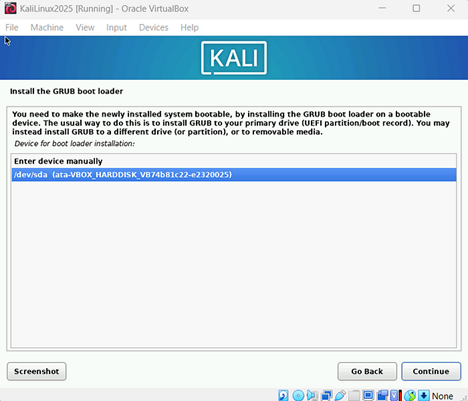 KaliLinux2025 [Running] - Oracle VirtualBox
File Machine View Input Devices Help
KALI
Install the GRUB boot loader
You need to make the newly installed system bootable, by installing the GRUB boot loader on a bootable
device. The usual way to do this is to install GRUB to your primary drive (UEFI partition/boot record). You may
instead install GRUB to a different drive (or partition), or to removable media.
Device for boot loader installation:
Enter device manually
/dev/sda (ata-VBOX_HARDDISK_VB74b81c22-e2320025)
Screenshot Go Back Continue
None